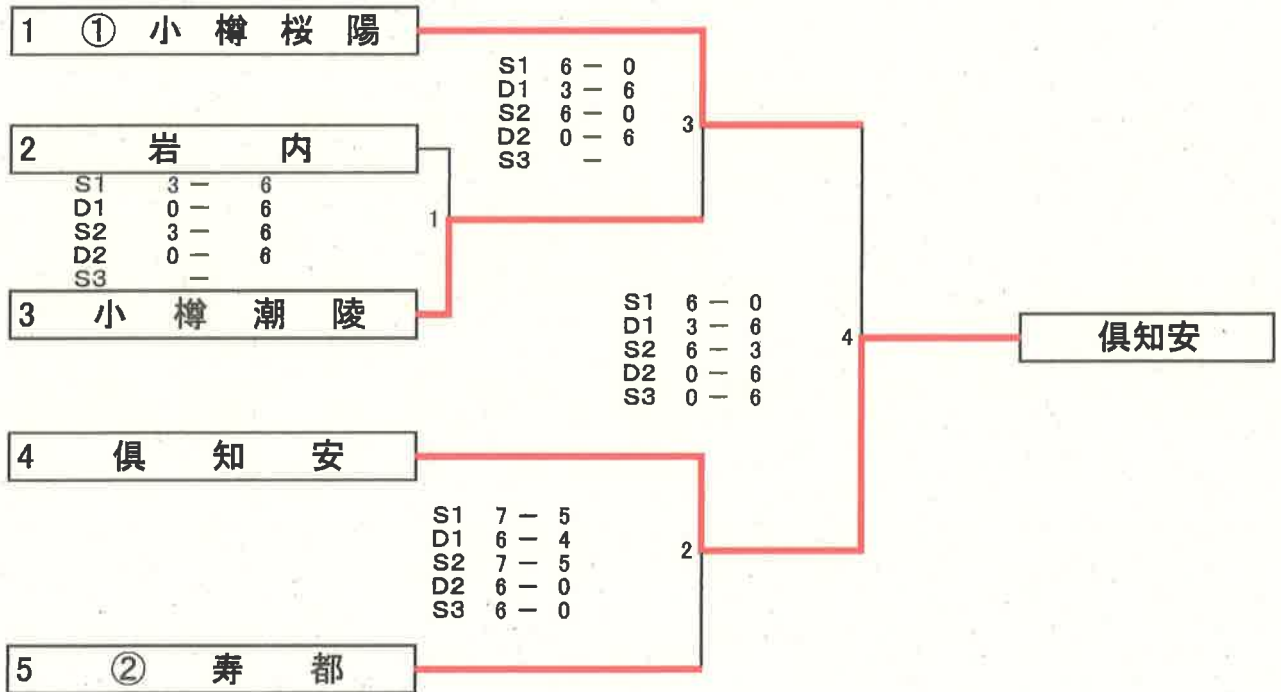 1 ① 小樽桜陽
S1 6 － 0
D1 3 － 6
S2 6 － 0
D2 0 － 6
S3 －
3
2 岩内
S1 3 － 6
D1 0 － 6
S2 3 － 6
D2 0 － 6
S3 －
1
3 小樽潮陵
S1 6 － 0
D1 3 － 6
S2 6 － 3
D2 0 － 6
S3 0 － 6
4
倶知安
4 倶知安
S1 7 － 5
D1 6 － 4
S2 7 － 5
D2 6 － 0
S3 6 － 0
2
5 ② 寿都